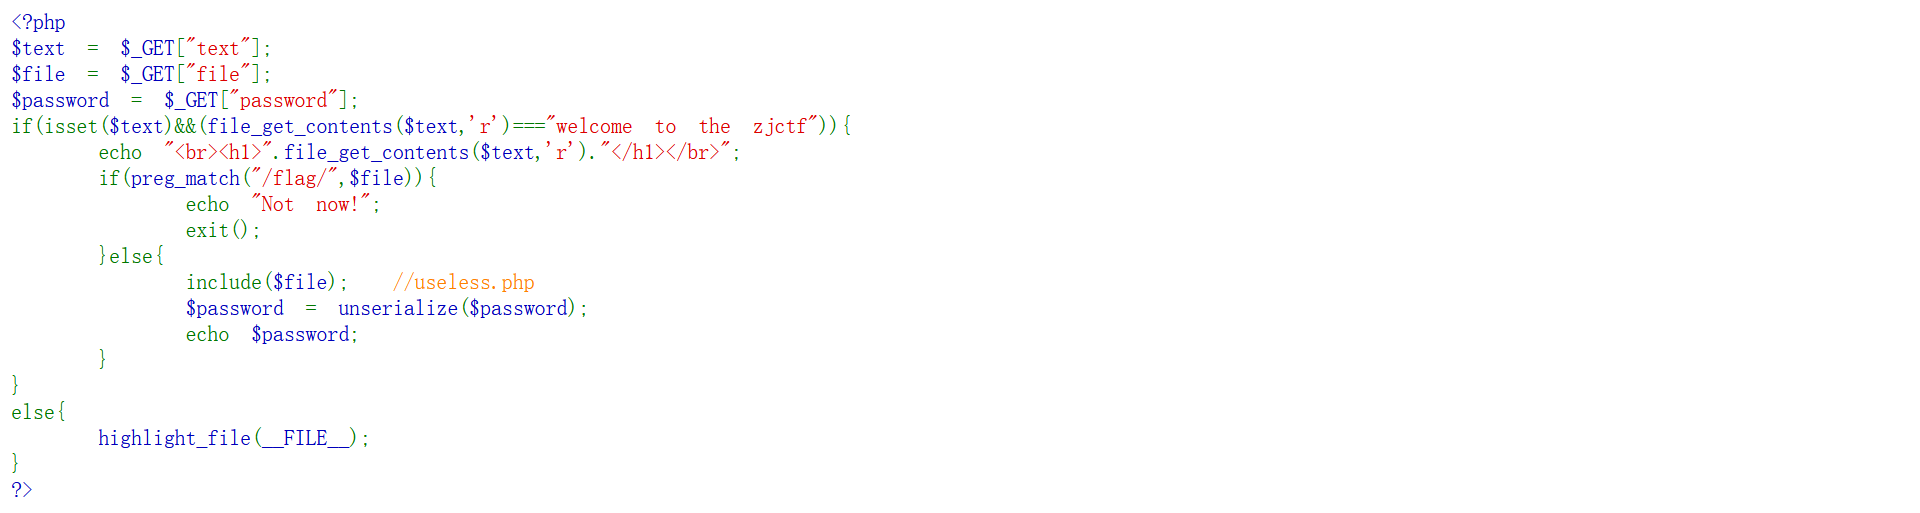 <?php
$text  =  $_GET["text"];
$file  =  $_GET["file"];
$password  =  $_GET["password"];
if(isset($text)&&(file_get_contents($text,'r')==="welcome  to  the  zjctf")){
        echo  "<br><h1>".file_get_contents($text,'r')."</h1></br>";
        if(preg_match("/flag/",$file)){
                echo  "Not  now!";
                exit();
        }else{
                include($file);    //useless.php
                $password  =  unserialize($password);
                echo  $password;
        }
}
else{
        highlight_file(__FILE__);
}
?>